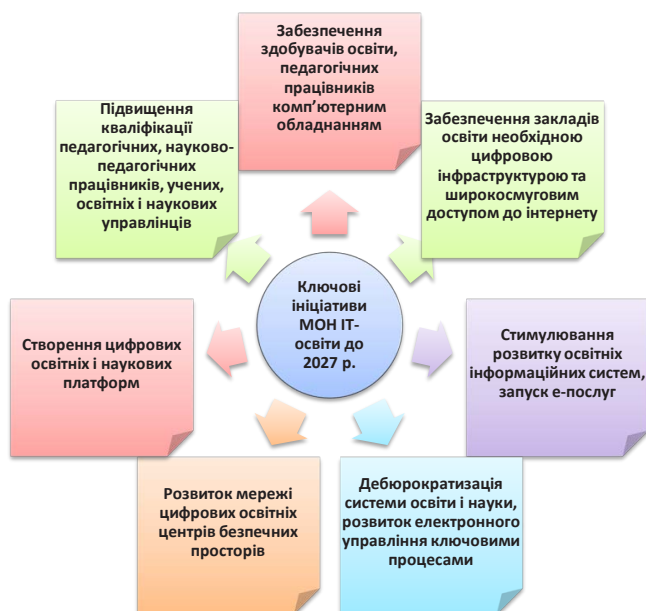 Забезпечення
здобувачів освіти,
педагогічних
працівників
комп’ютерним
обладнанням
Забезпечення закладів
освіти необхідною
цифровою
інфраструктурою та
широкосмуговим
доступом до інтернету
Стимулювання
розвитку освітніх
інформаційних систем,
запуск е-послуг
Дебюрократизація
системи освіти і науки,
розвиток електронного
управління ключовими
процесами
Розвиток мережі
цифрових освітніх
центрів безпечних
просторів
Створення цифрових
освітніх і наукових
платформ
Підвищення
кваліфікації
педагогічних, науково-
педагогічних
працівників, учених,
освітніх і наукових
управлінців
Ключові
ініціативи
МОН ІТ-
освіти до
2027 р.